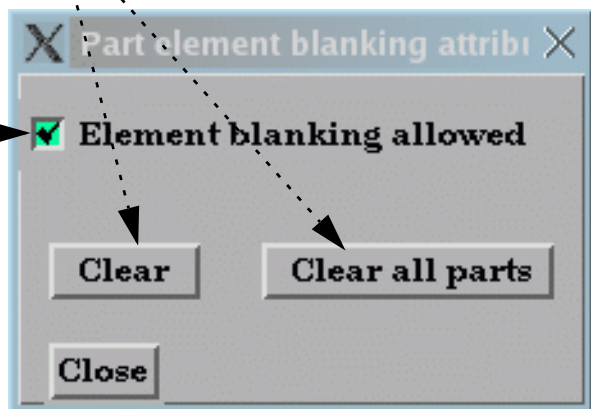 Part element blanking attribu
Element blanking allowed
Clear
Clear all parts
Close